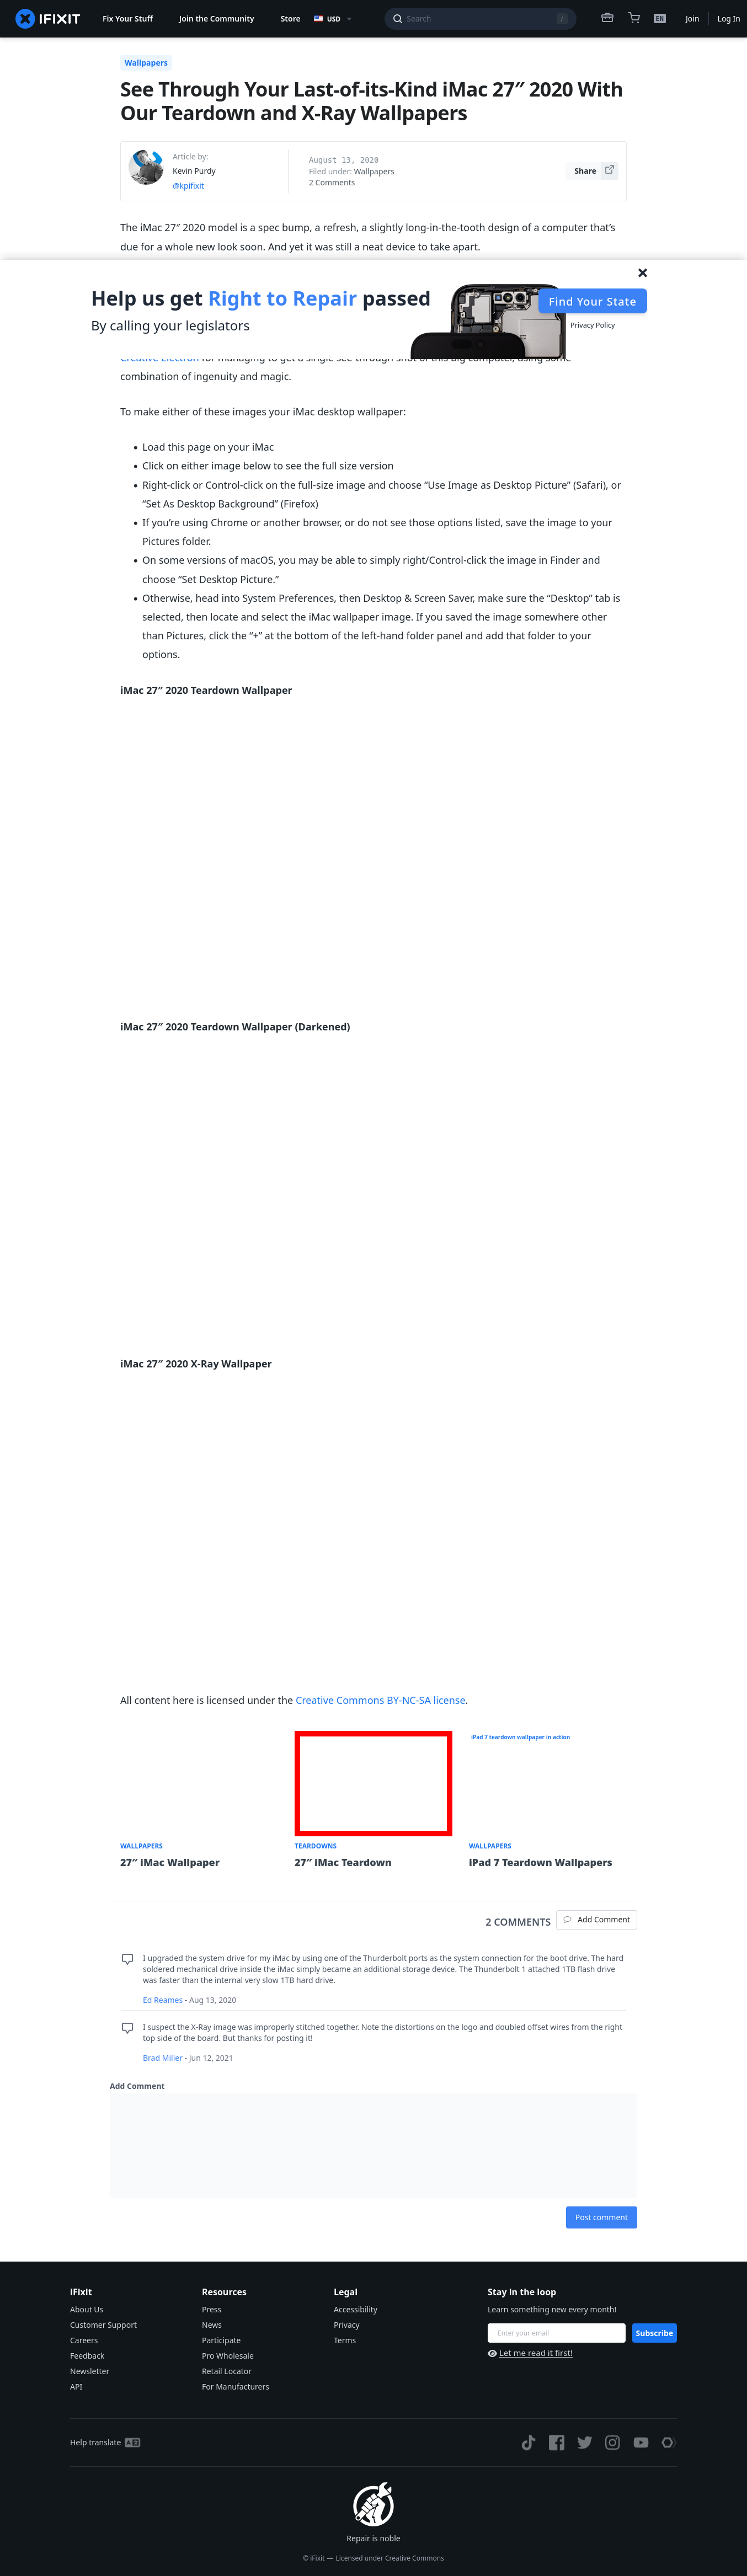 IFIXIT
Fix Your Stuff
Join the Community
Store
USD
Search
/
EN
Join
Log In
Wallpapers
See Through Your Last-of-its-Kind iMac 27″ 2020 With
Our Teardown and X-Ray Wallpapers
Article by:
Kevin Purdy
@kpifixit
August 13, 2020
Filed under: Wallpapers
2 Comments
Share
The iMac 27″ 2020 model is a spec bump, a refresh, a slightly long-in-the-tooth design of a computer that’s
due for a whole new look soon. And yet it was still a neat device to take apart.
Help us get Right to Repair passed
By calling your legislators
Find Your State
Privacy Policy
Creative Electron for managing to get a single see-through shot of this big computer, using some
combination of ingenuity and magic.
To make either of these images your iMac desktop wallpaper:
Load this page on your iMac
Click on either image below to see the full size version
Right-click or Control-click on the full-size image and choose “Use Image as Desktop Picture” (Safari), or
“Set As Desktop Background” (Firefox)
If you’re using Chrome or another browser, or do not see those options listed, save the image to your
Pictures folder.
On some versions of macOS, you may be able to simply right/Control-click the image in Finder and
choose “Set Desktop Picture.”
Otherwise, head into System Preferences, then Desktop & Screen Saver, make sure the “Desktop” tab is
selected, then locate and select the iMac wallpaper image. If you saved the image somewhere other
than Pictures, click the “+” at the bottom of the left-hand folder panel and add that folder to your
options.
iMac 27″ 2020 Teardown Wallpaper
iMac 27″ 2020 Teardown Wallpaper (Darkened)
iMac 27″ 2020 X-Ray Wallpaper
All content here is licensed under the Creative Commons BY-NC-SA license.
iPad 7 teardown wallpaper in action
WALLPAPERS
27″ iMac Wallpaper
TEARDOWNS
27″ iMac Teardown
WALLPAPERS
iPad 7 Teardown Wallpapers
2 COMMENTS
Add Comment
I upgraded the system drive for my iMac by using one of the Thunderbolt ports as the system connection for the boot drive. The hard
soldered mechanical drive inside the iMac simply became an additional storage device. The Thunderbolt 1 attached 1TB flash drive
was faster than the internal very slow 1TB hard drive.
Ed Reames - Aug 13, 2020
I suspect the X-Ray image was improperly stitched together. Note the distortions on the logo and doubled offset wires from the right
top side of the board. But thanks for posting it!
Brad Miller - Jun 12, 2021
Add Comment
Post comment
iFixit
About Us
Customer Support
Careers
Feedback
Newsletter
API
Resources
Press
News
Participate
Pro Wholesale
Retail Locator
For Manufacturers
Legal
Accessibility
Privacy
Terms
Stay in the loop
Learn something new every month!
Enter your email
Subscribe
Let me read it first!
Help translate
Repair is noble
© iFixit — Licensed under Creative Commons